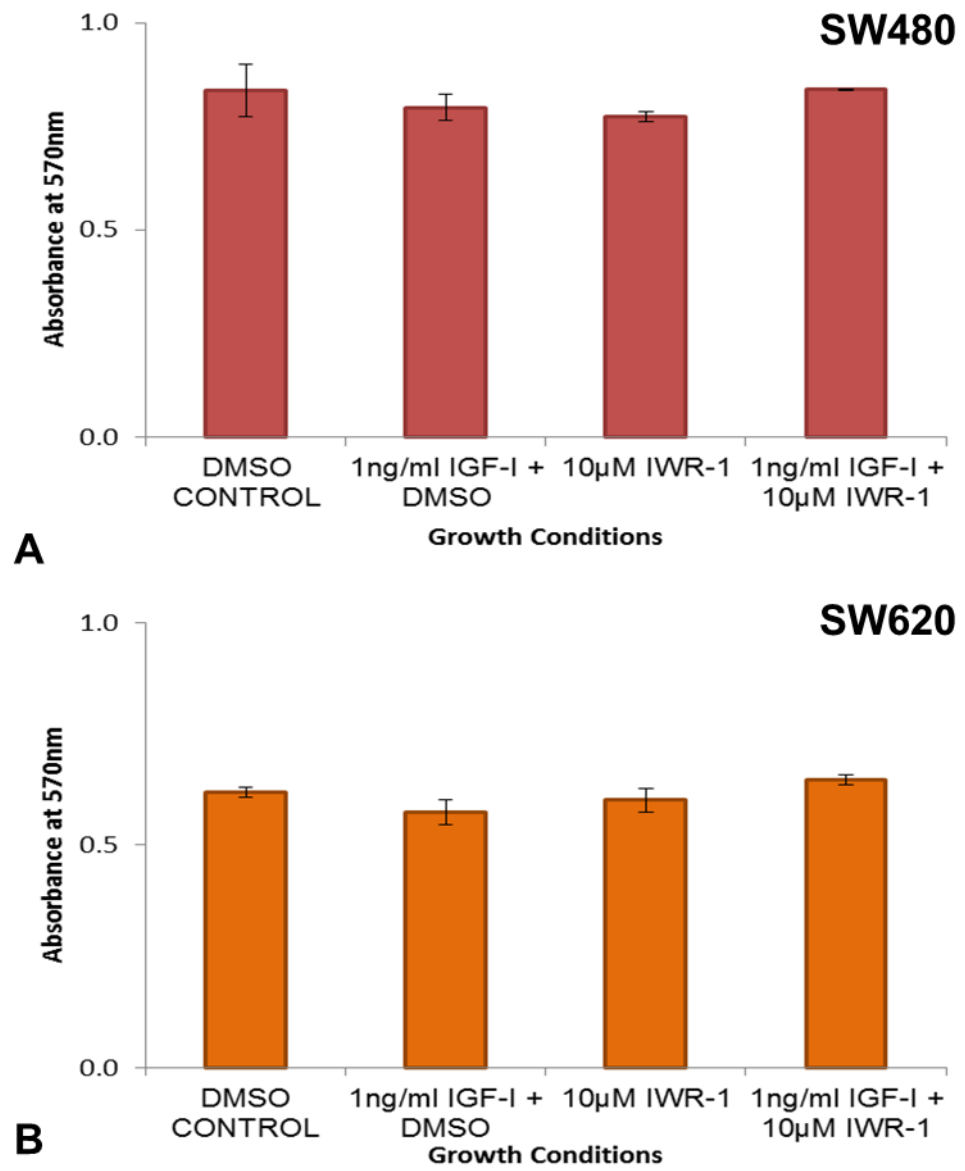 SW480
1.0
0.5
0.0
Absorbance at 570nm
DMSO
CONTROL
1ng/ml IGF-I +
DMSO
10µM IWR-1
1ng/ml IGF-I +
10µM IWR-1
Growth Conditions
A
SW620
1.0
0.5
0.0
Absorbance at 570nm
DMSO
CONTROL
1ng/ml IGF-I +
DMSO
10µM IWR-1
1ng/ml IGF-I +
10µM IWR-1
Growth Conditions
B